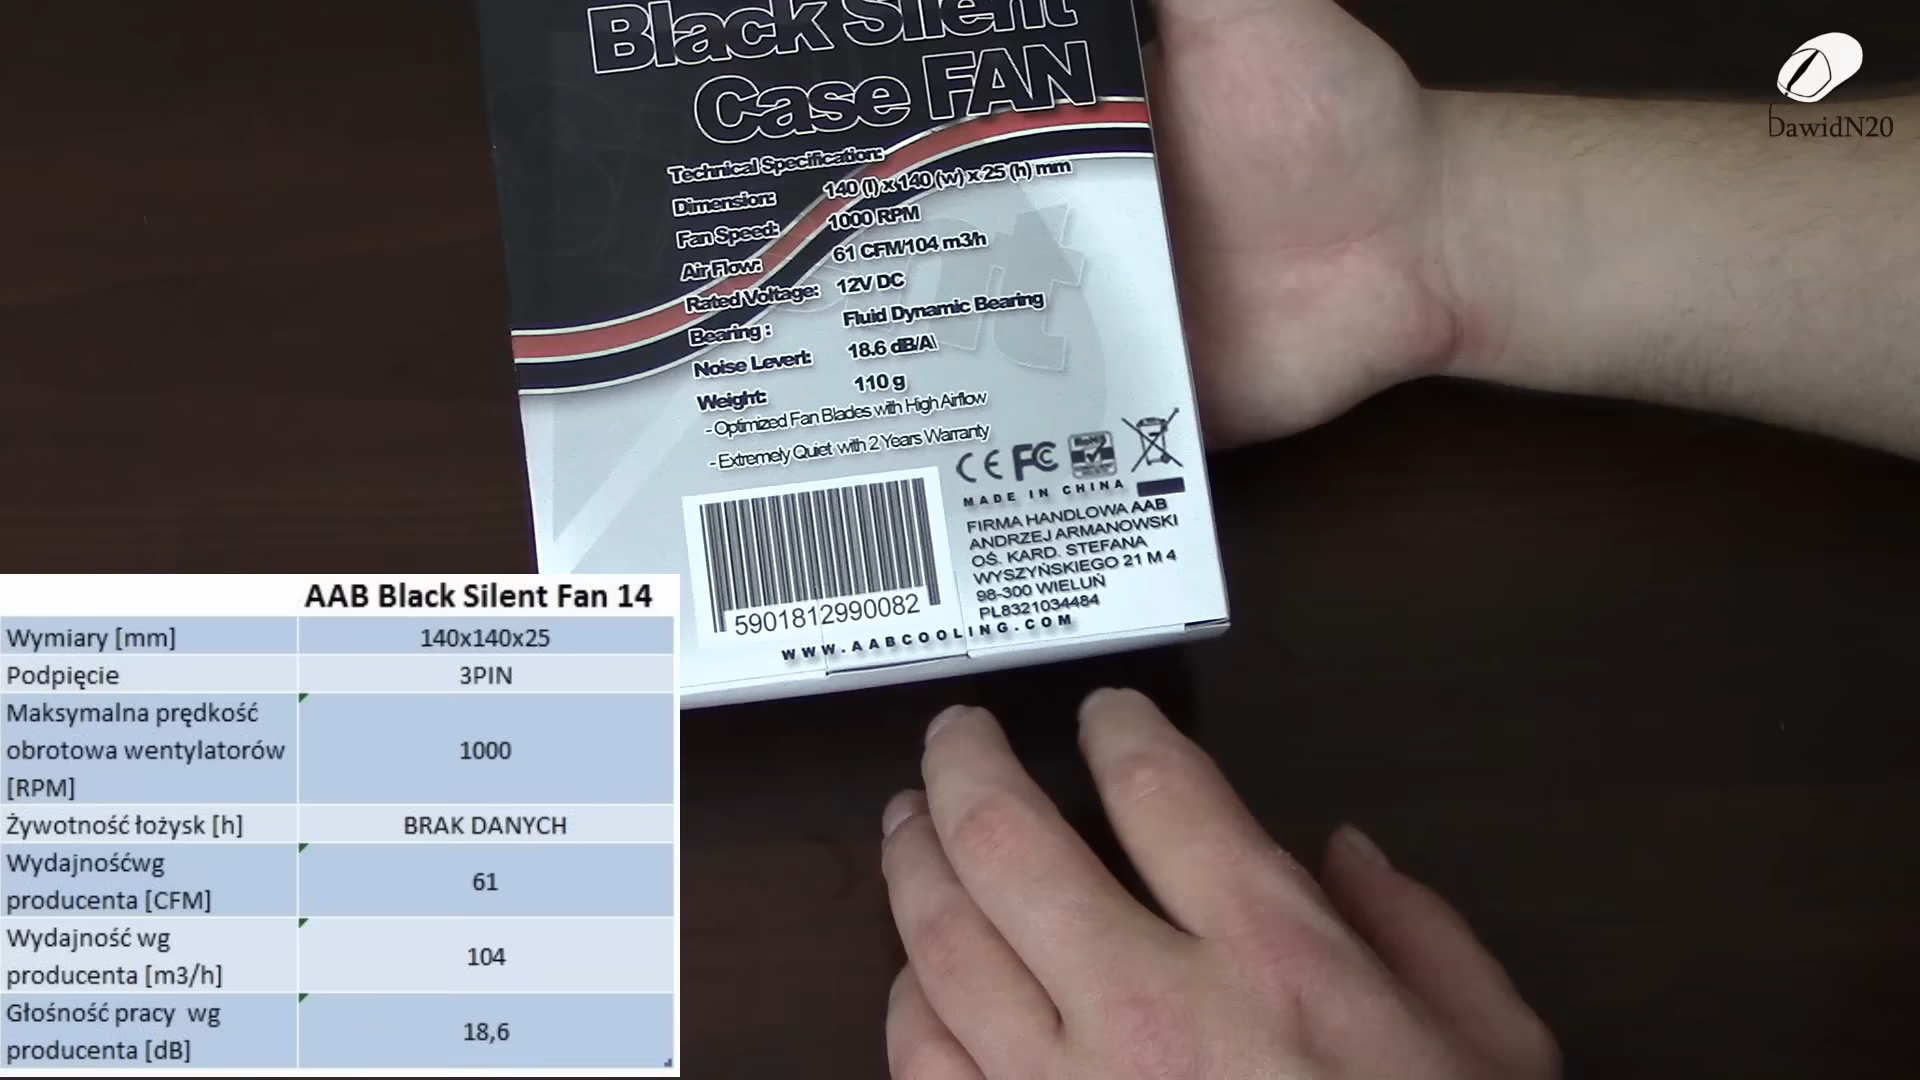 Black Silent
Case FAN
Technical Specification:
Dimension: 140 (l) x 140 (w) x 25 (h) mm
Fan Speed: 1000 RPM
Air Flow: 61 CFM/104 m3/h
Rated Voltage: 12V DC
Bearing : Fluid Dynamic Bearing
Noise Levert: 18.6 dB/A\
Weight: 110 g
- Optimized Fan Blades with High Airflow
- Extremely Quiet with 2 Years Warranty
CE FC RoHS
MADE IN CHINA
FIRMA HANDLOWA AAB
ANDRZEJ ARMANOWSKI
OŚ. KARD. STEFANA
WYSZYŃSKIEGO 21 M 4
98-300 WIELUŃ
PL8321034484
5901812990082
WWW.AABCOOLING.COM
DawidN20
AAB Black Silent Fan 14
Wymiary [mm] 140x140x25
Podpięcie 3PIN
Maksymalna prędkość
obrotowa wentylatorów 1000
[RPM]
Żywotność łożysk [h] BRAK DANYCH
Wydajnośćwg
producenta [CFM] 61
Wydajność wg
producenta [m3/h] 104
Głośność pracy wg
producenta [dB] 18,6